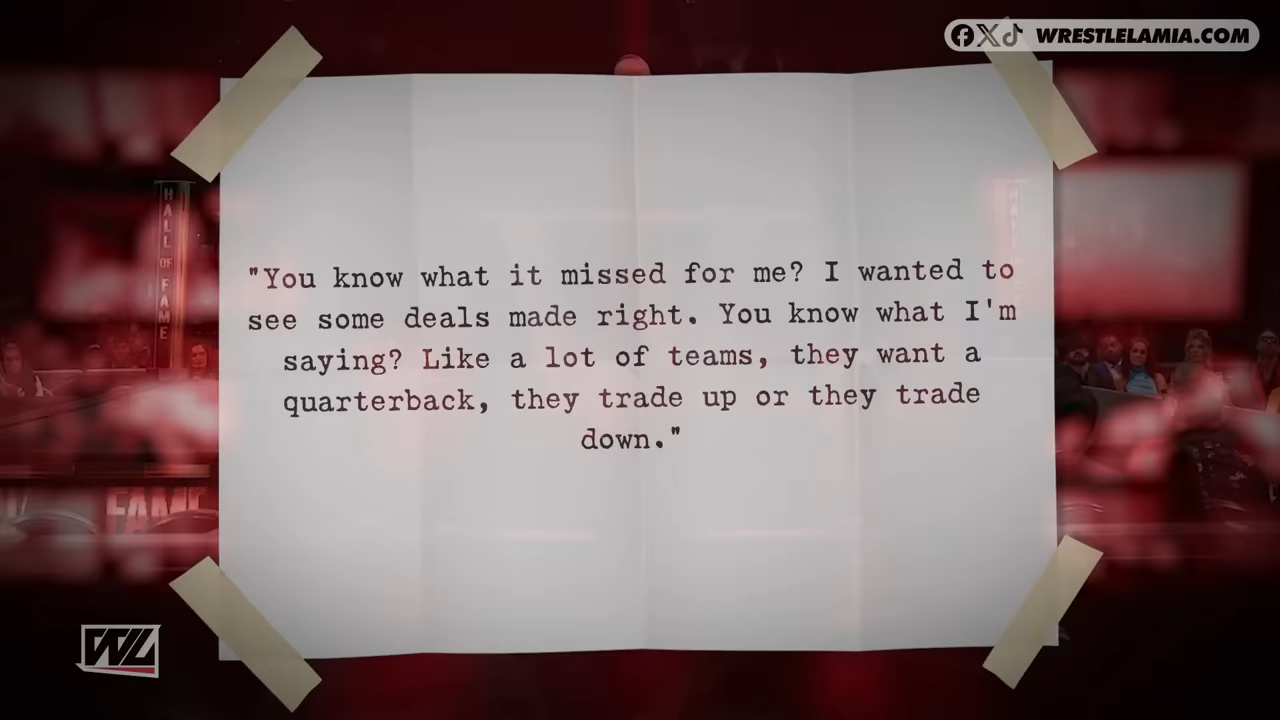 WRESTLELAMIA.COM
HALL OF FAME
"You know what it missed for me? I wanted to
see some deals made right. You know what I'm
saying? Like a lot of teams, they want a
quarterback, they trade up or they trade
down."
FAME
WL